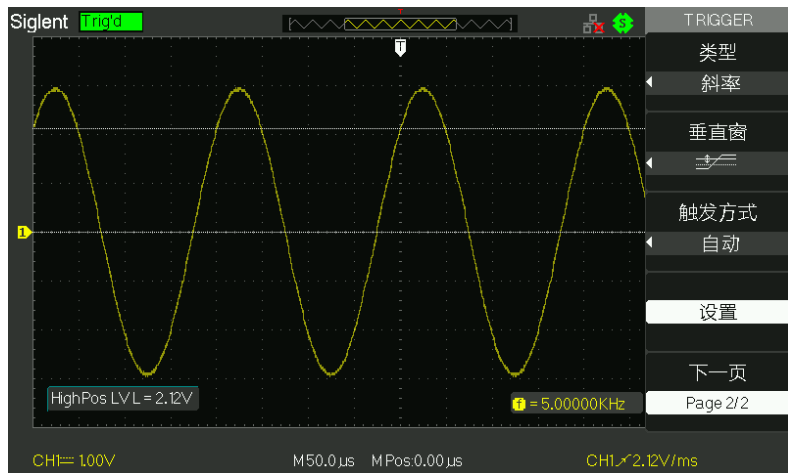 Siglent Trig'd T S TRIGGER
类型
斜率
垂直窗
触发方式
自动
设置
下一页
Page 2/2
T
1
HighPos LVL=2.12V
f =5.00000KHz
CH1 1.00V M50.0µs MPos:0.00µs CH1 2.12V/ms